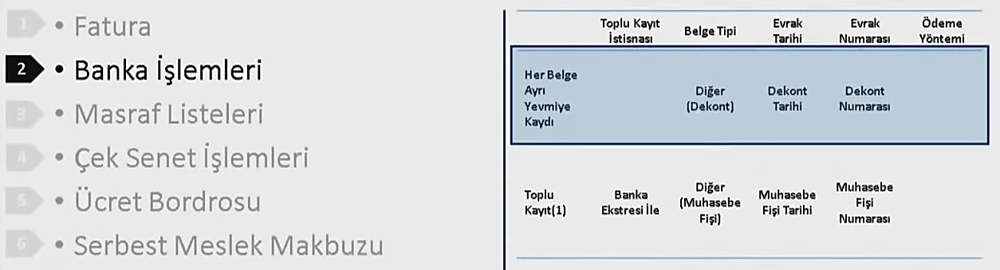 1 • Fatura
2 • Banka İşlemleri
3 • Masraf Listeleri
4 • Çek Senet İşlemleri
5 • Ücret Bordrosu
6 • Serbest Meslek Makbuzu
Toplu Kayıt
İstisnası
Belge Tipi
Evrak
Tarihi
Evrak
Numarası
Ödeme
Yöntemi
Her Belge
Ayrı
Yevmiye
Kaydı
Diğer
(Dekont)
Dekont
Tarihi
Dekont
Numarası
Toplu
Kayıt(1)
Banka
Ekstresi İle
Diğer
(Muhasebe
Fişi)
Muhasebe
Fişi Tarihi
Muhasebe
Fişi
Numarası